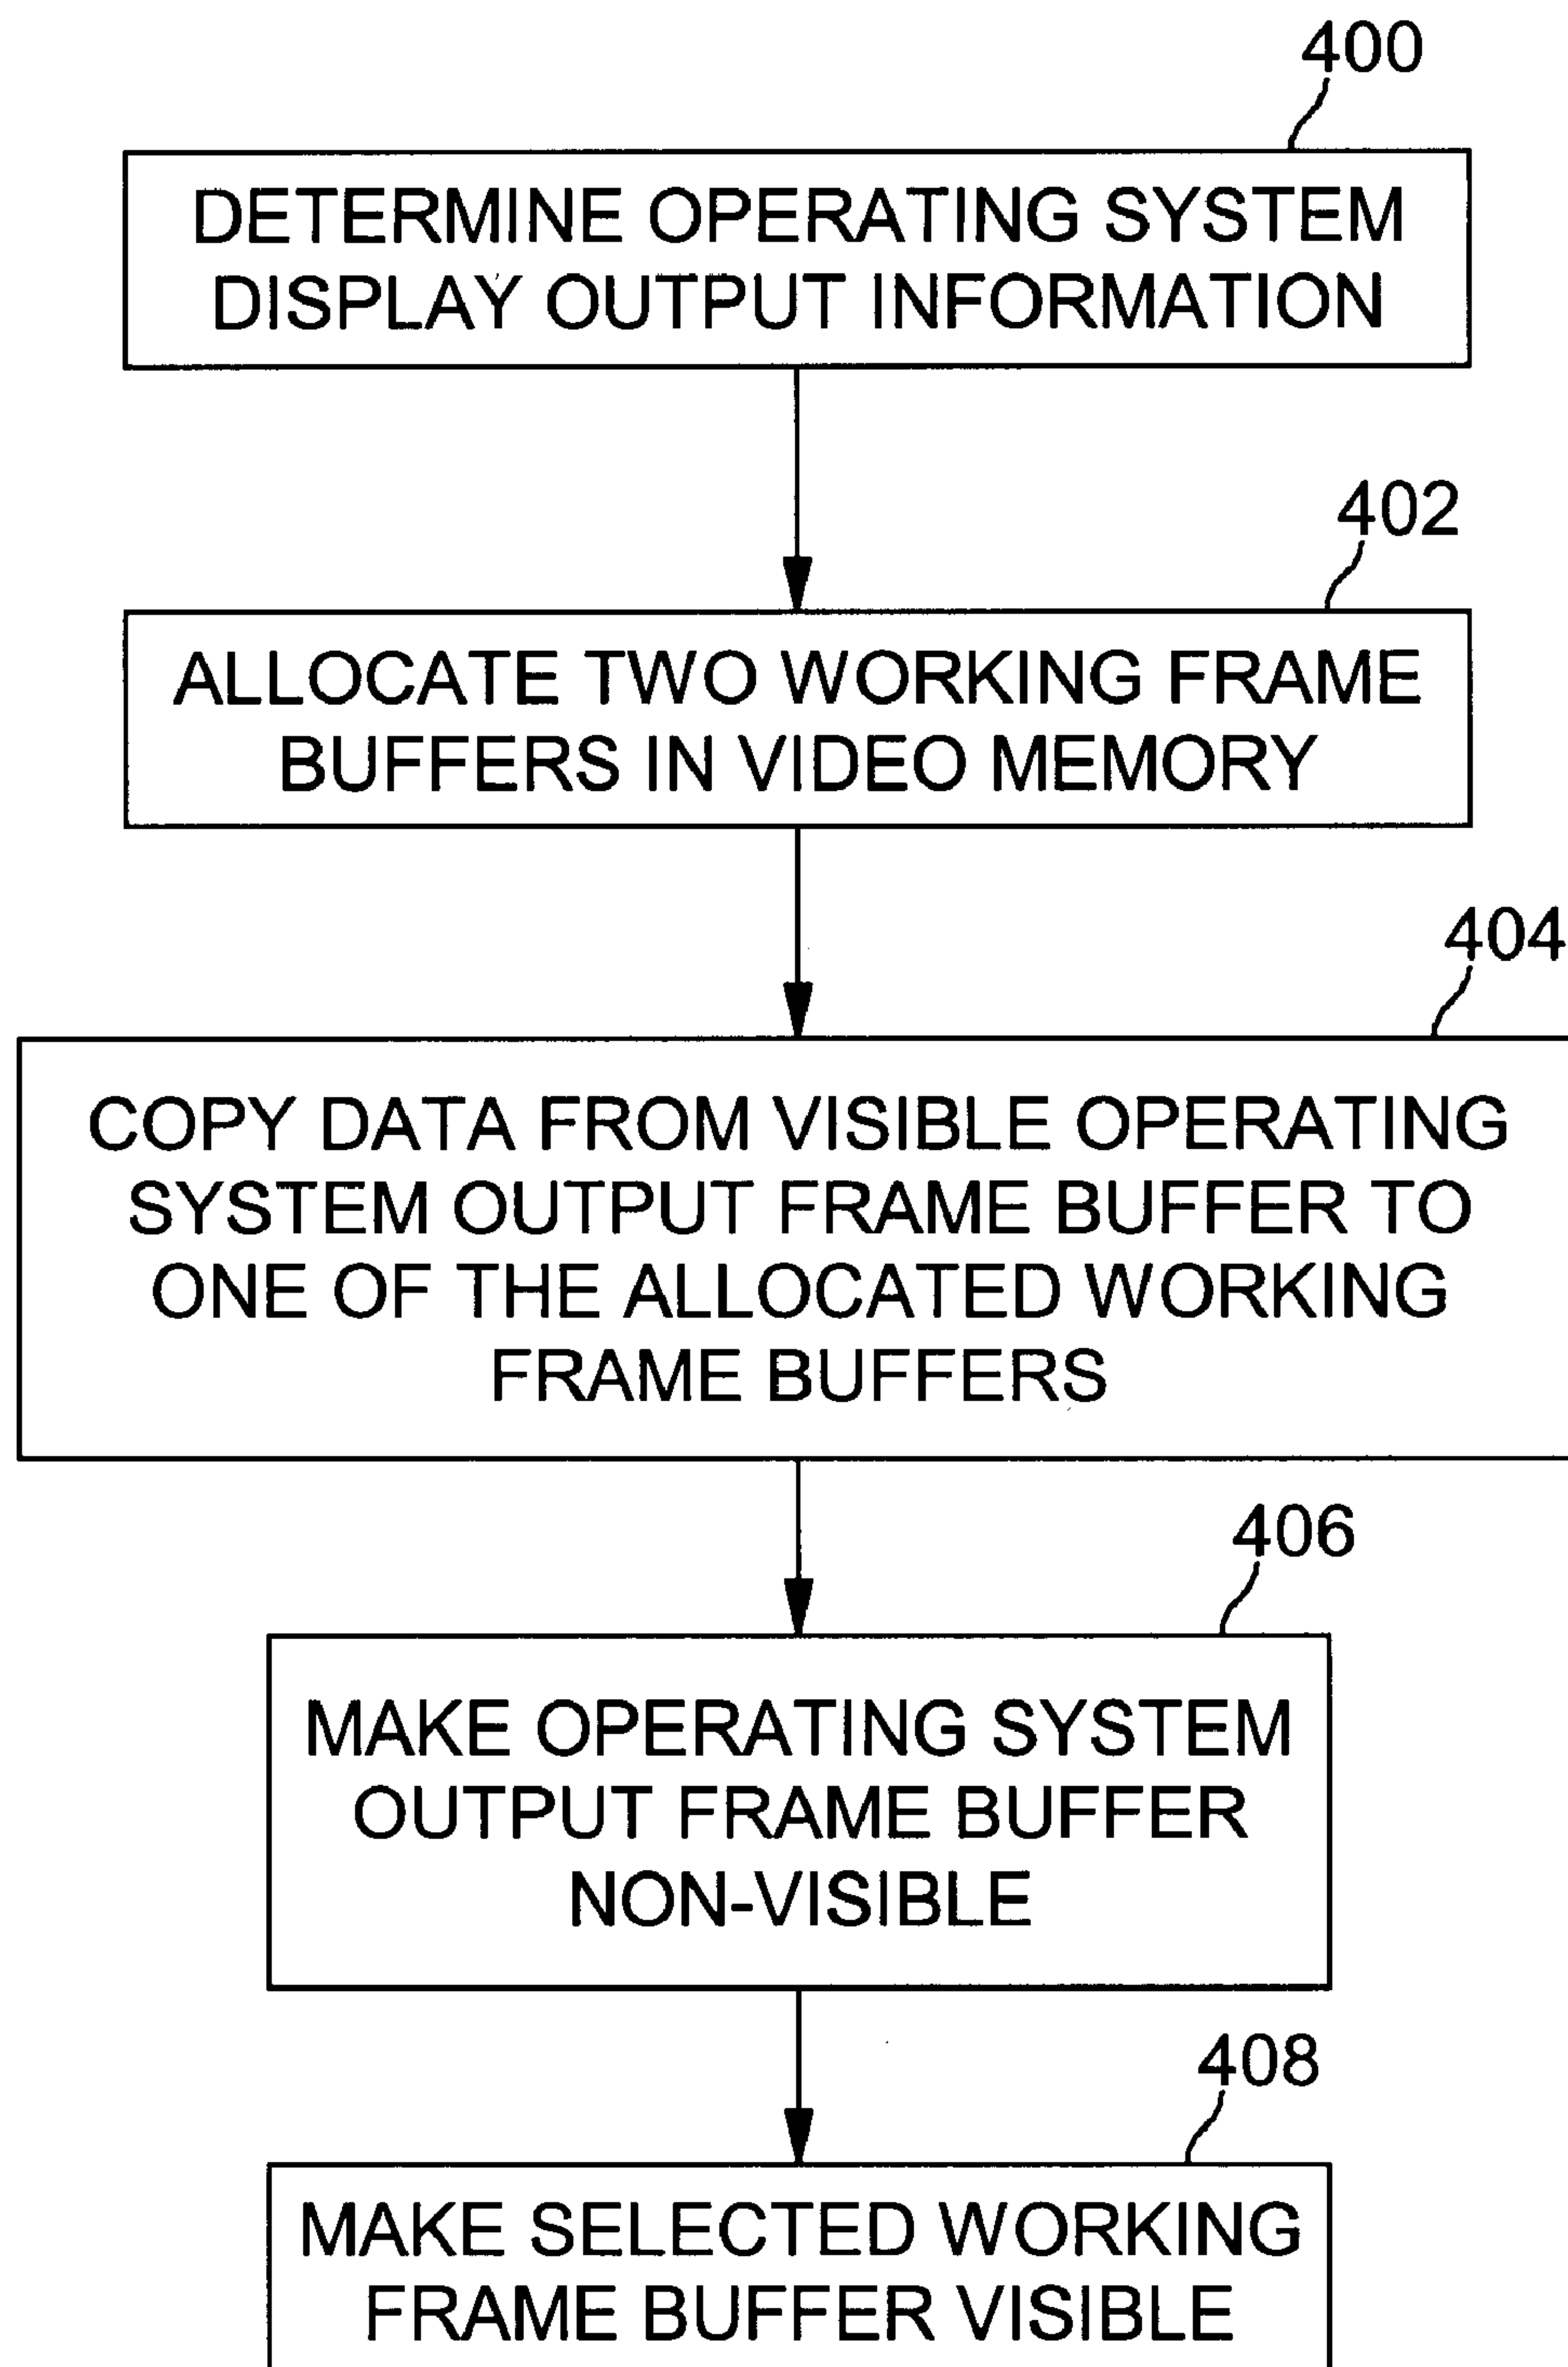 400
DETERMINE OPERATING SYSTEM
DISPLAY OUTPUT INFORMATION
402
ALLOCATE TWO WORKING FRAME
BUFFERS IN VIDEO MEMORY
404
COPY DATA FROM VISIBLE OPERATING
SYSTEM OUTPUT FRAME BUFFER TO
ONE OF THE ALLOCATED WORKING
FRAME BUFFERS
406
MAKE OPERATING SYSTEM
OUTPUT FRAME BUFFER
NON-VISIBLE
408
MAKE SELECTED WORKING
FRAME BUFFER VISIBLE